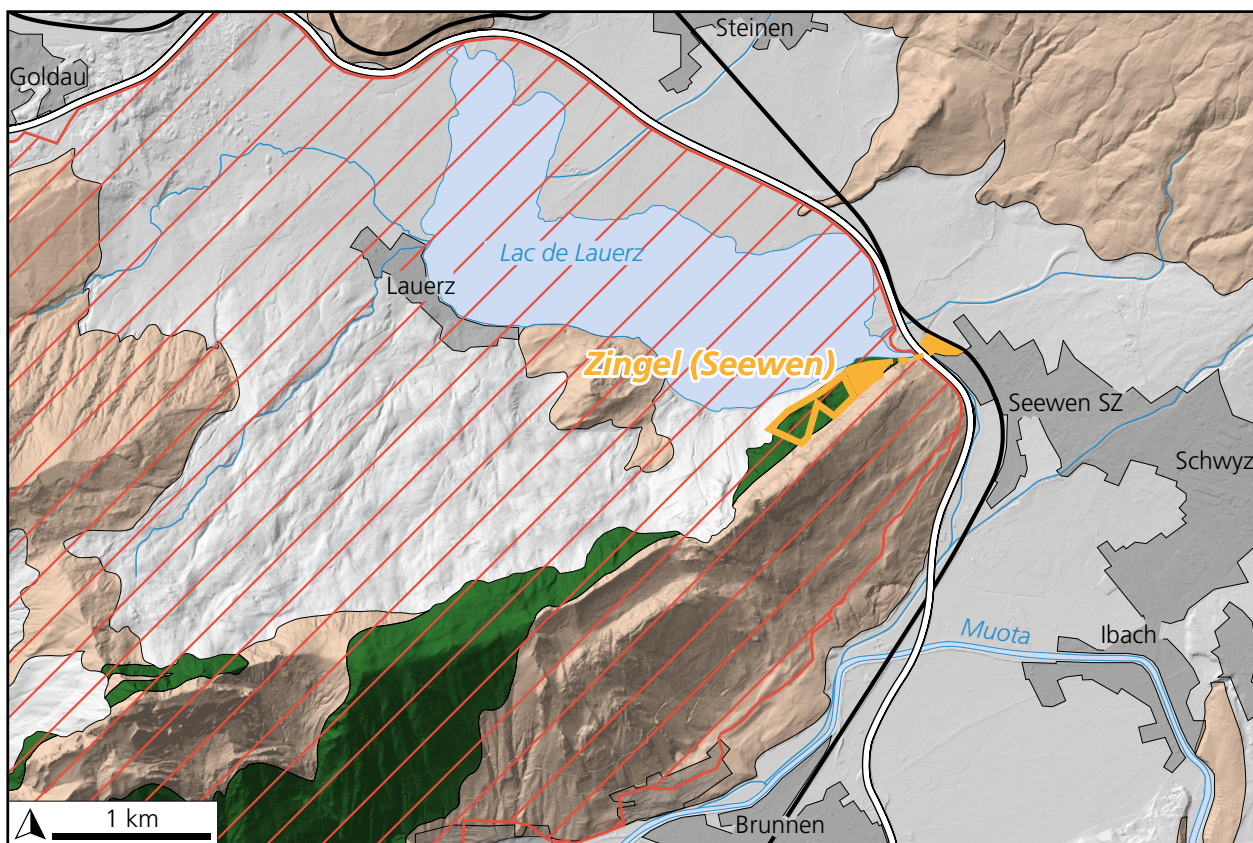 Steinen
Goldau
Lac de Lauerz
Lauerz
Zingel (Seewen)
Seewen SZ
Schwyz
Muota
Ibach
1 km
Brunnen